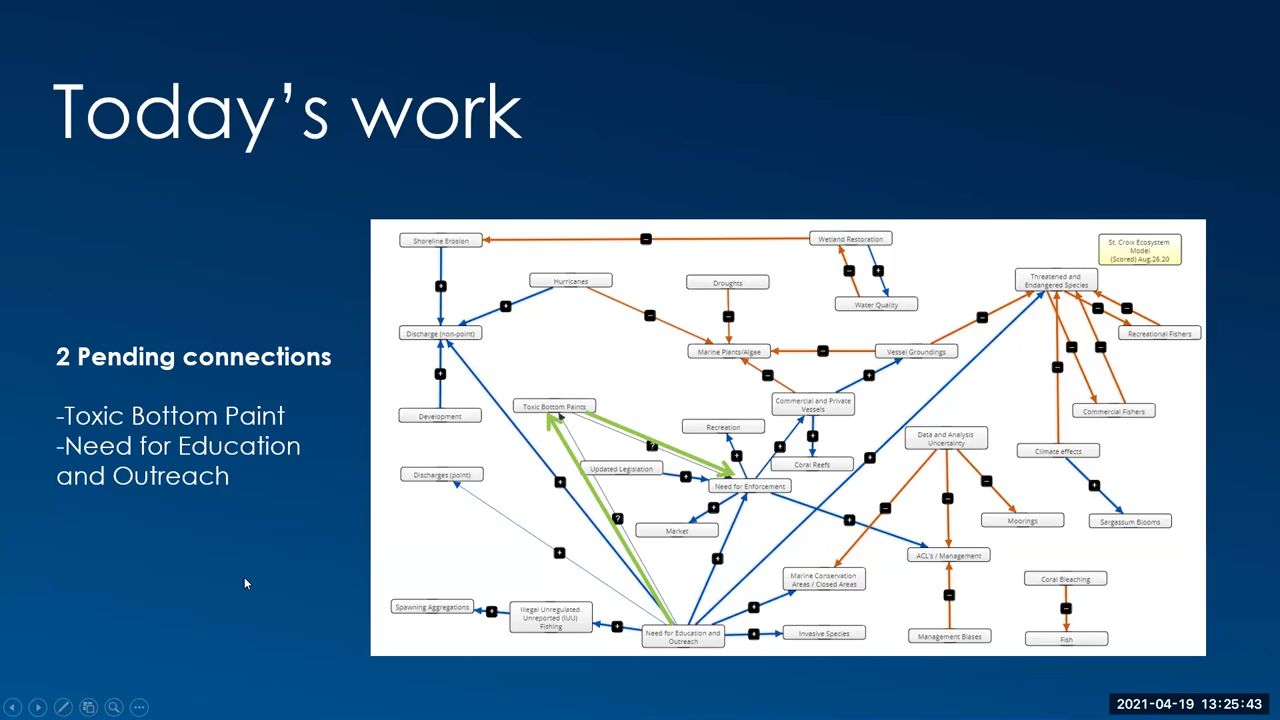 Today's work
2 Pending connections
-Toxic Bottom Paint
-Need for Education
and Outreach
St. Croix Ecosystem
Model
(Scored) Aug.26.20
Shoreline Erosion
Wetland Restoration
Hurricanes
Droughts
Threatened and
Endangered Species
Water Quality
Discharge (non-point)
Recreational Fishers
Marine Plants/Algae
Vessel Groundings
Development
Toxic Bottom Paints
Commercial and Private
Vessels
Commercial Fishers
Recreation
Data and Analysis
Uncertainty
Climate effects
Discharges (point)
Updated Legislation
Coral Reefs
Need for Enforcement
Market
Moorings
Sargassum Blooms
ACL's / Management
Marine Conservation
Areas / Closed Areas
Coral Bleaching
Spawning Aggregations
Illegal Unregulated
Unreported (IUU)
Fishing
Need for Education and
Outreach
Invasive Species
Management Biases
Fish
2021-04-19 13:25:43